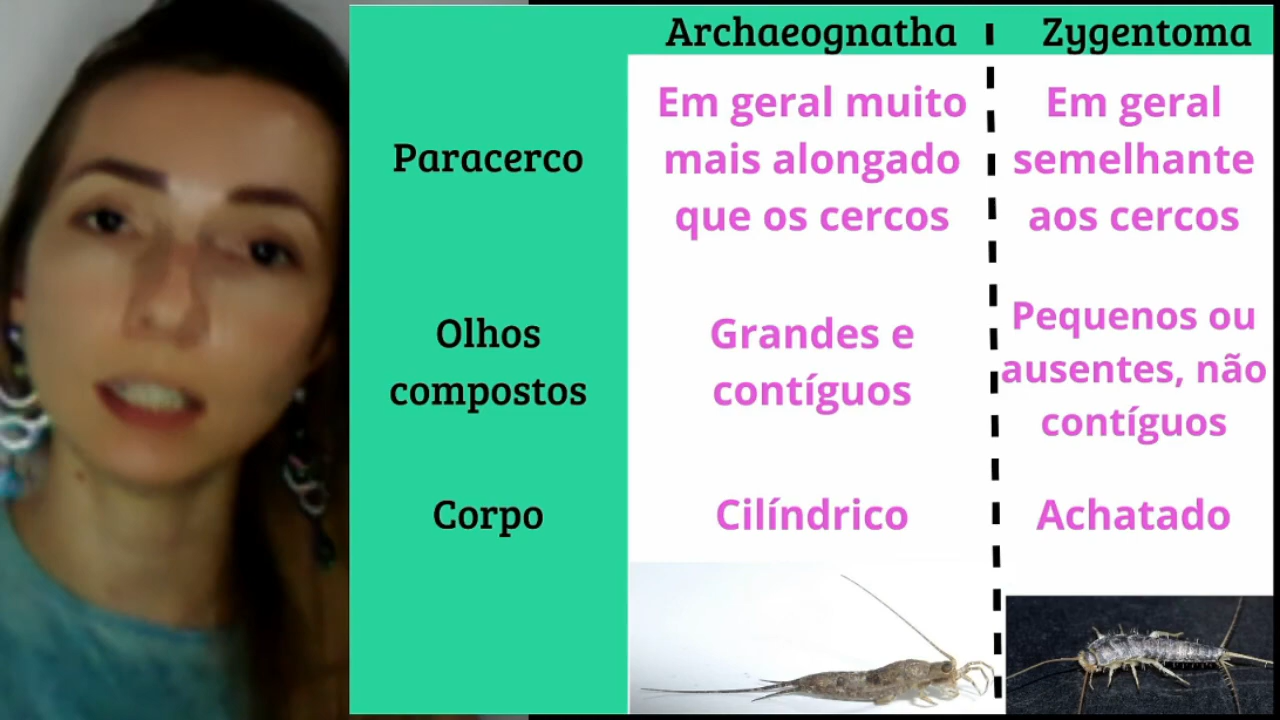 Archaeognatha Zygentoma
Paracerco
Em geral muito
mais alongado
que os cercos
Em geral
semelhante
aos cercos
Olhos
compostos
Grandes e
contíguos
Pequenos ou
ausentes, não
contíguos
Corpo
Cilíndrico
Achatado